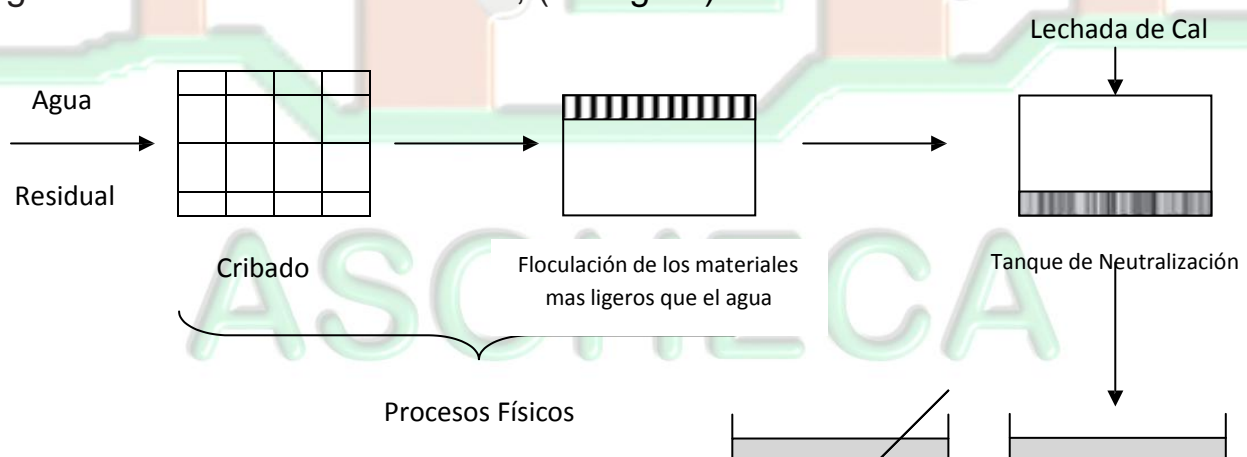 Lechada de Cal
Agua
Residual
Cribado
Floculación de los materiales
mas ligeros que el agua
Tanque de Neutralización
ASOMECA
Procesos Físicos